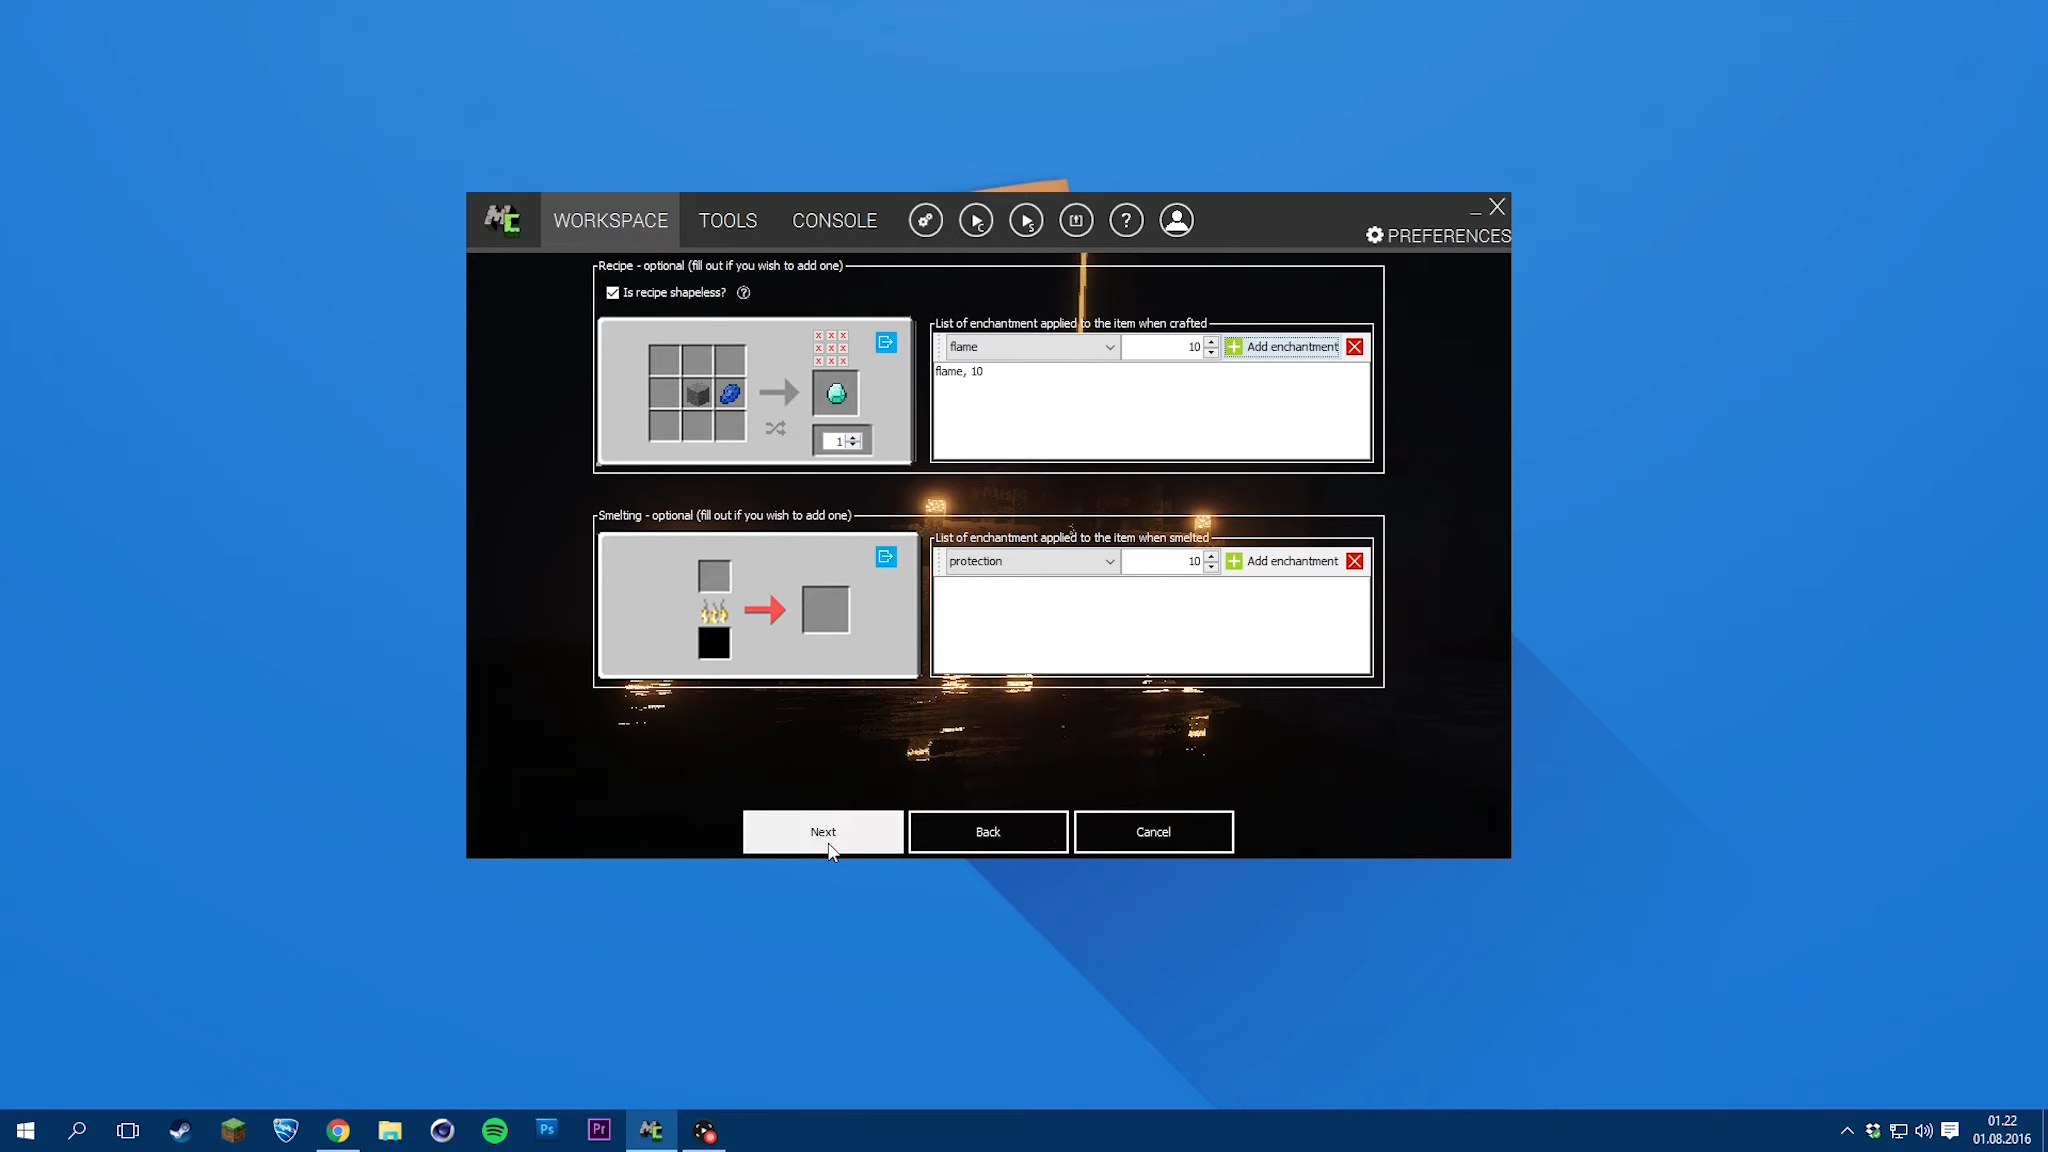 WORKSPACE TOOLS CONSOLE
PREFERENCES
Recipe - optional (fill out if you wish to add one)
Is recipe shapeless?
List of enchantment applied to the item when crafted
flame 10 Add enchantment
flame, 10
1
Smelting - optional (fill out if you wish to add one)
List of enchantment applied to the item when smelted
protection 10 Add enchantment
Next Back Cancel
Ps Pr
01.22
01.08.2016